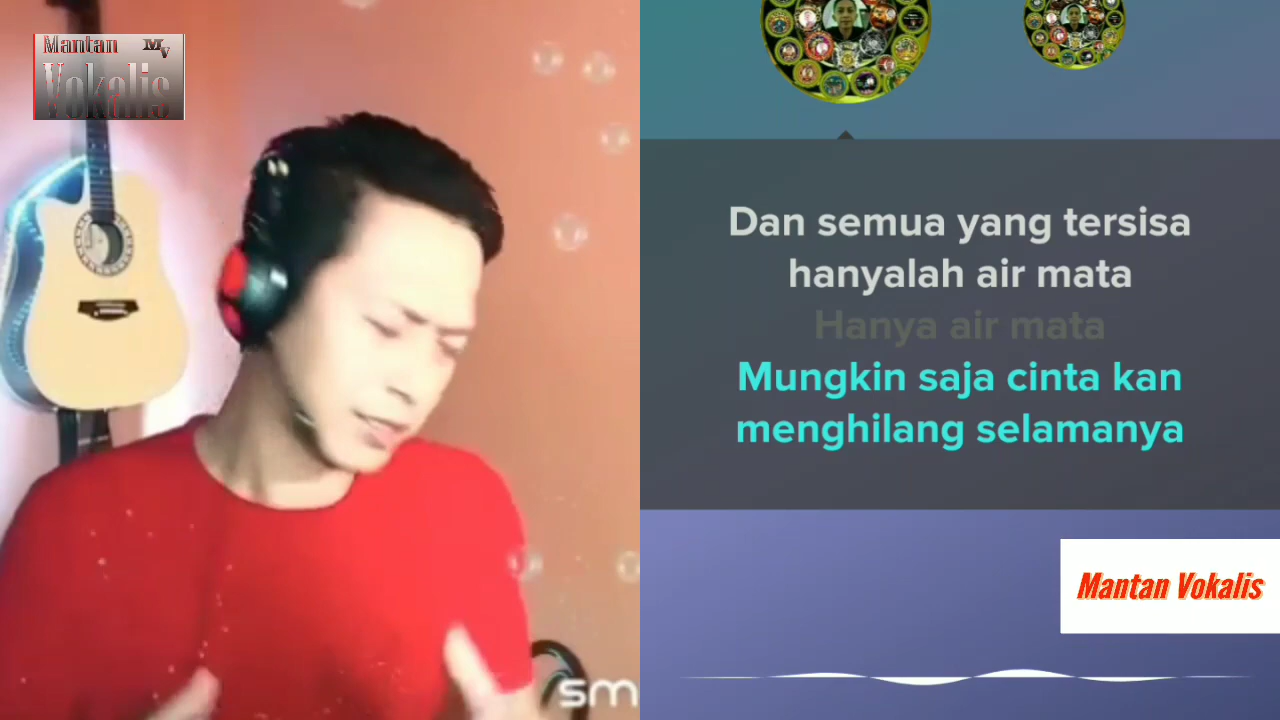 Mantan MV
Vokalis
Dan semua yang tersisa
hanyalah air mata
Hanya air mata
Mungkin saja cinta kan
menghilang selamanya
Mantan Vokalis
sm